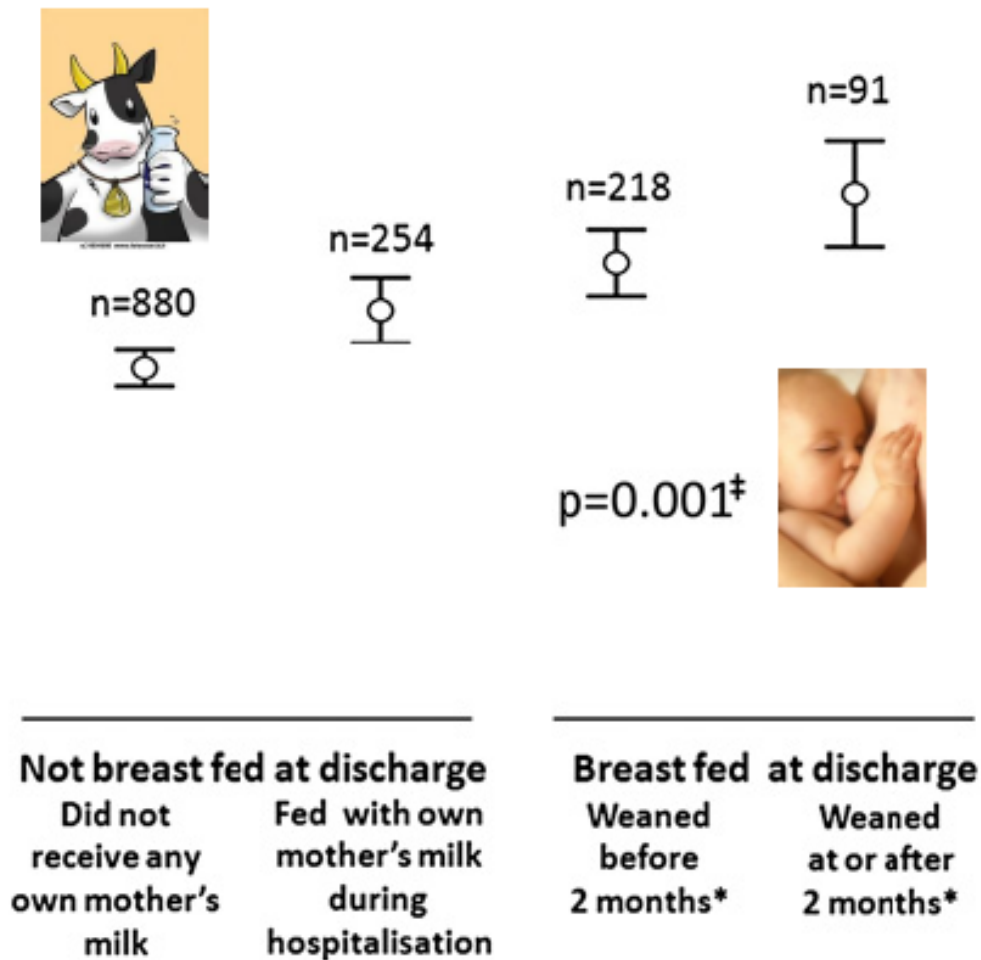 n=91
n=218
n=254
n=880
p=0.001‡
Not breast fed at discharge
Did not
receive any
own mother's
milk
Fed with own
mother's milk
during
hospitalisation
Breast fed at discharge
Weaned
before
2 months*
Weaned
at or after
2 months*